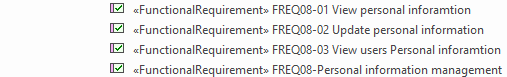 «FunctionalRequirement» FREQ08-01 View personal inforamtion
«FunctionalRequirement» FREQ08-02 Update personal information
«FunctionalRequirement» FREQ08-03 View users Personal inforamtion
«FunctionalRequirement» FREQ08-Personal information management